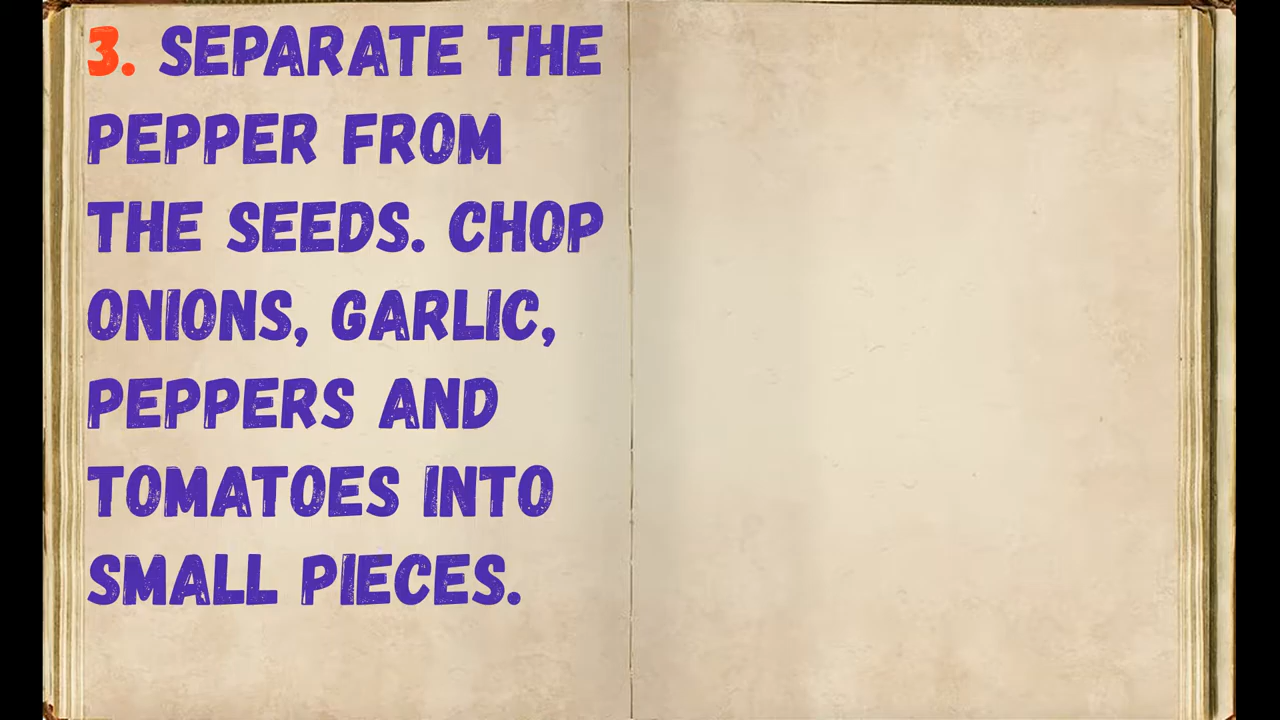 3. SEPARATE THE
PEPPER FROM
THE SEEDS. CHOP
ONIONS, GARLIC,
PEPPERS AND
TOMATOES INTO
SMALL PIECES.